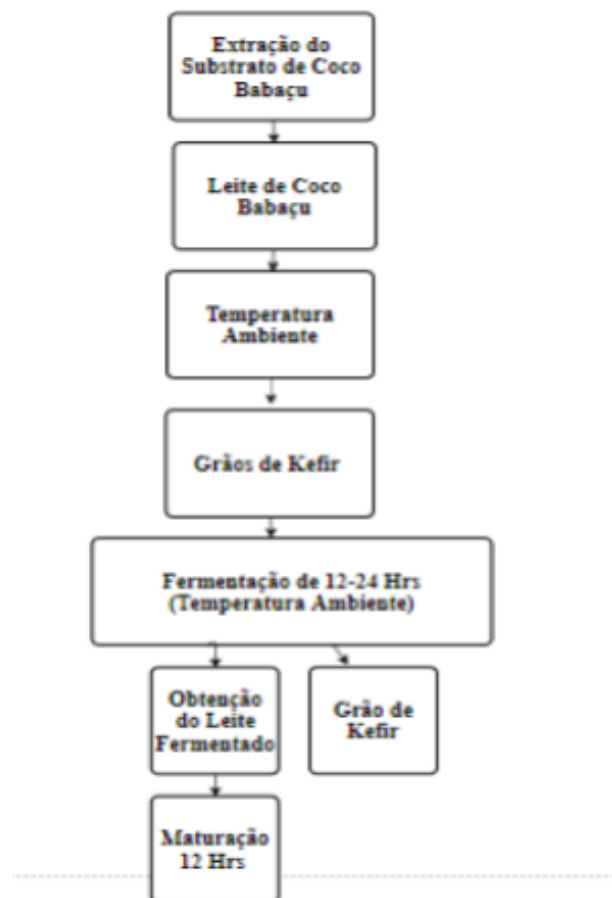 Extração do
Substrato de Coco
Babaçu
Leite de Coco
Babaçu
Temperatura
Ambiente
Grãos de Kefir
Fermentação de 12-24 Hrs
(Temperatura Ambiente)
Obtenção
do Leite
Fermentado
Grão de
Kefir
Maturação
12 Hrs